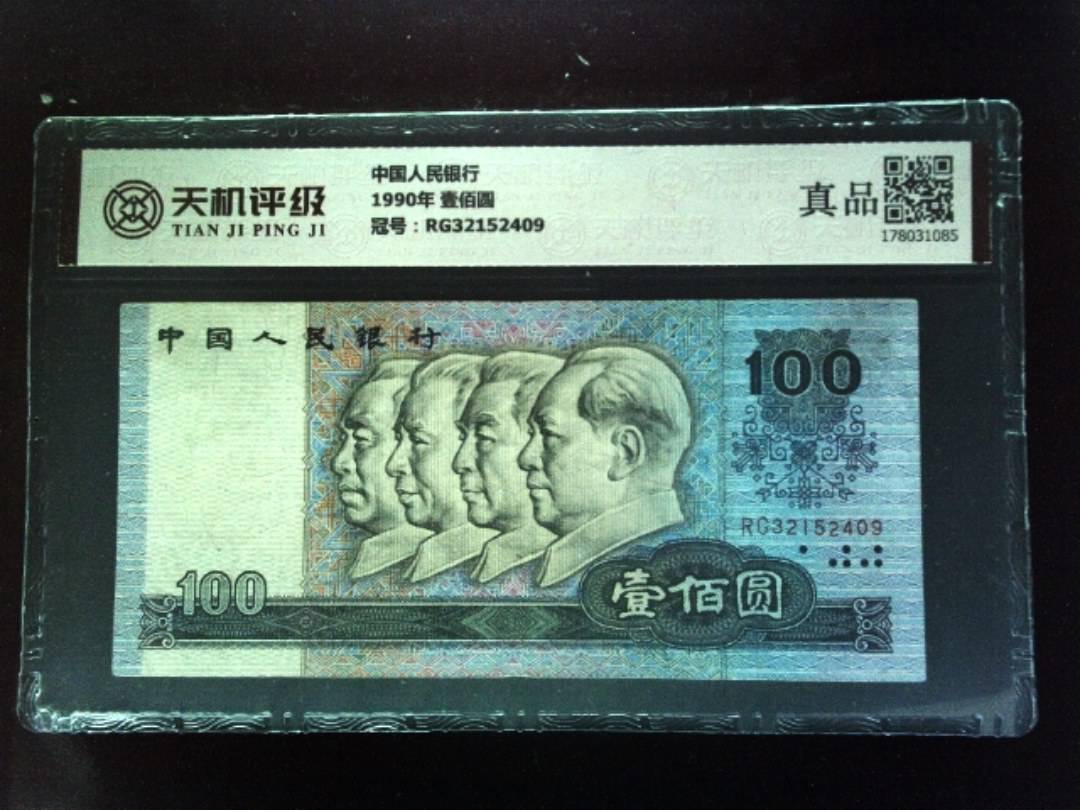 天机评级
TIAN JI PING JI
中国人民银行
1990年 壹佰圆
冠号：RG32152409
真品
178031085
中国人民銀行
100
RG32152409
100
壹佰圆